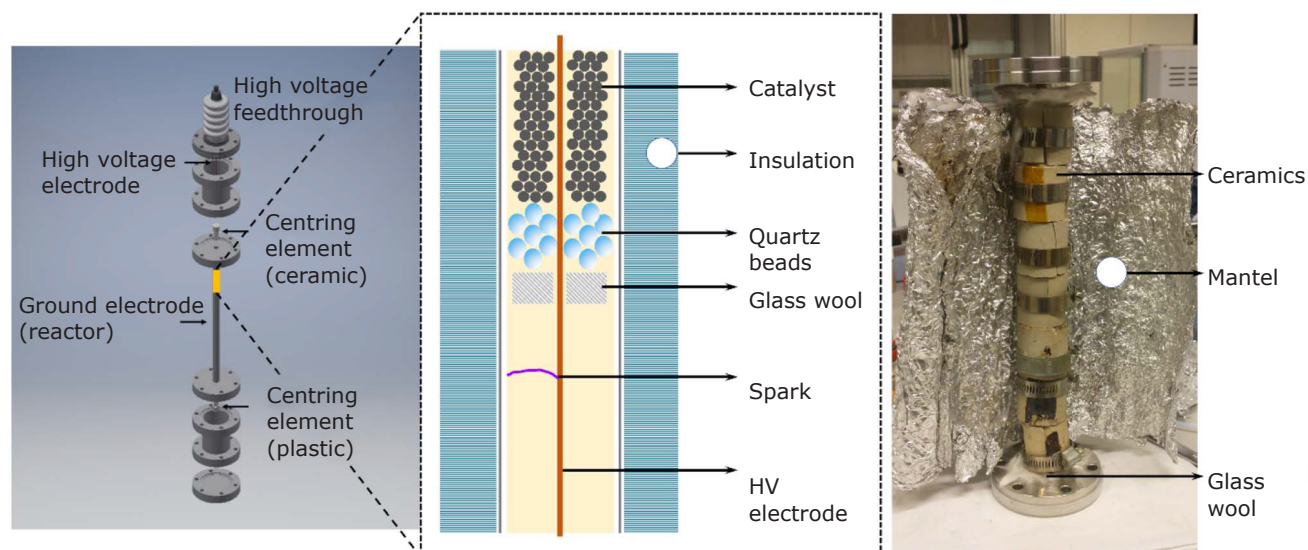 High voltage
feedthrough
High voltage
electrode
Centring
element
(ceramic)
Ground electrode
(reactor)
Centring
element
(plastic)
Catalyst
Insulation
Quartz
beads
Glass wool
Spark
HV
electrode
Ceramics
Mantel
Glass
wool